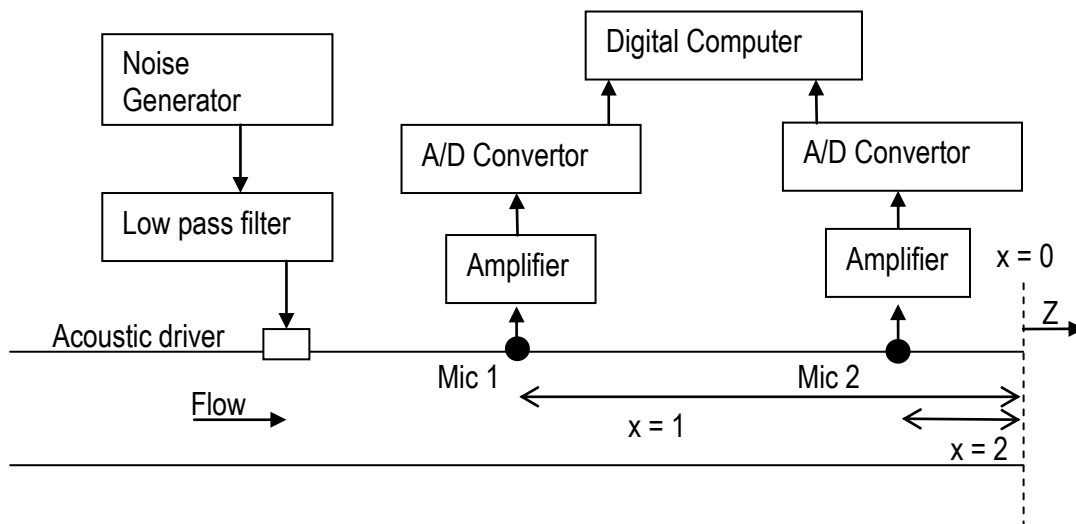 Noise
Generator
Digital Computer
A/D Convertor
A/D Convertor
Low pass filter
Amplifier
Amplifier
x = 0
Z
Acoustic driver
Mic 1
Mic 2
Flow
x = 1
x = 2